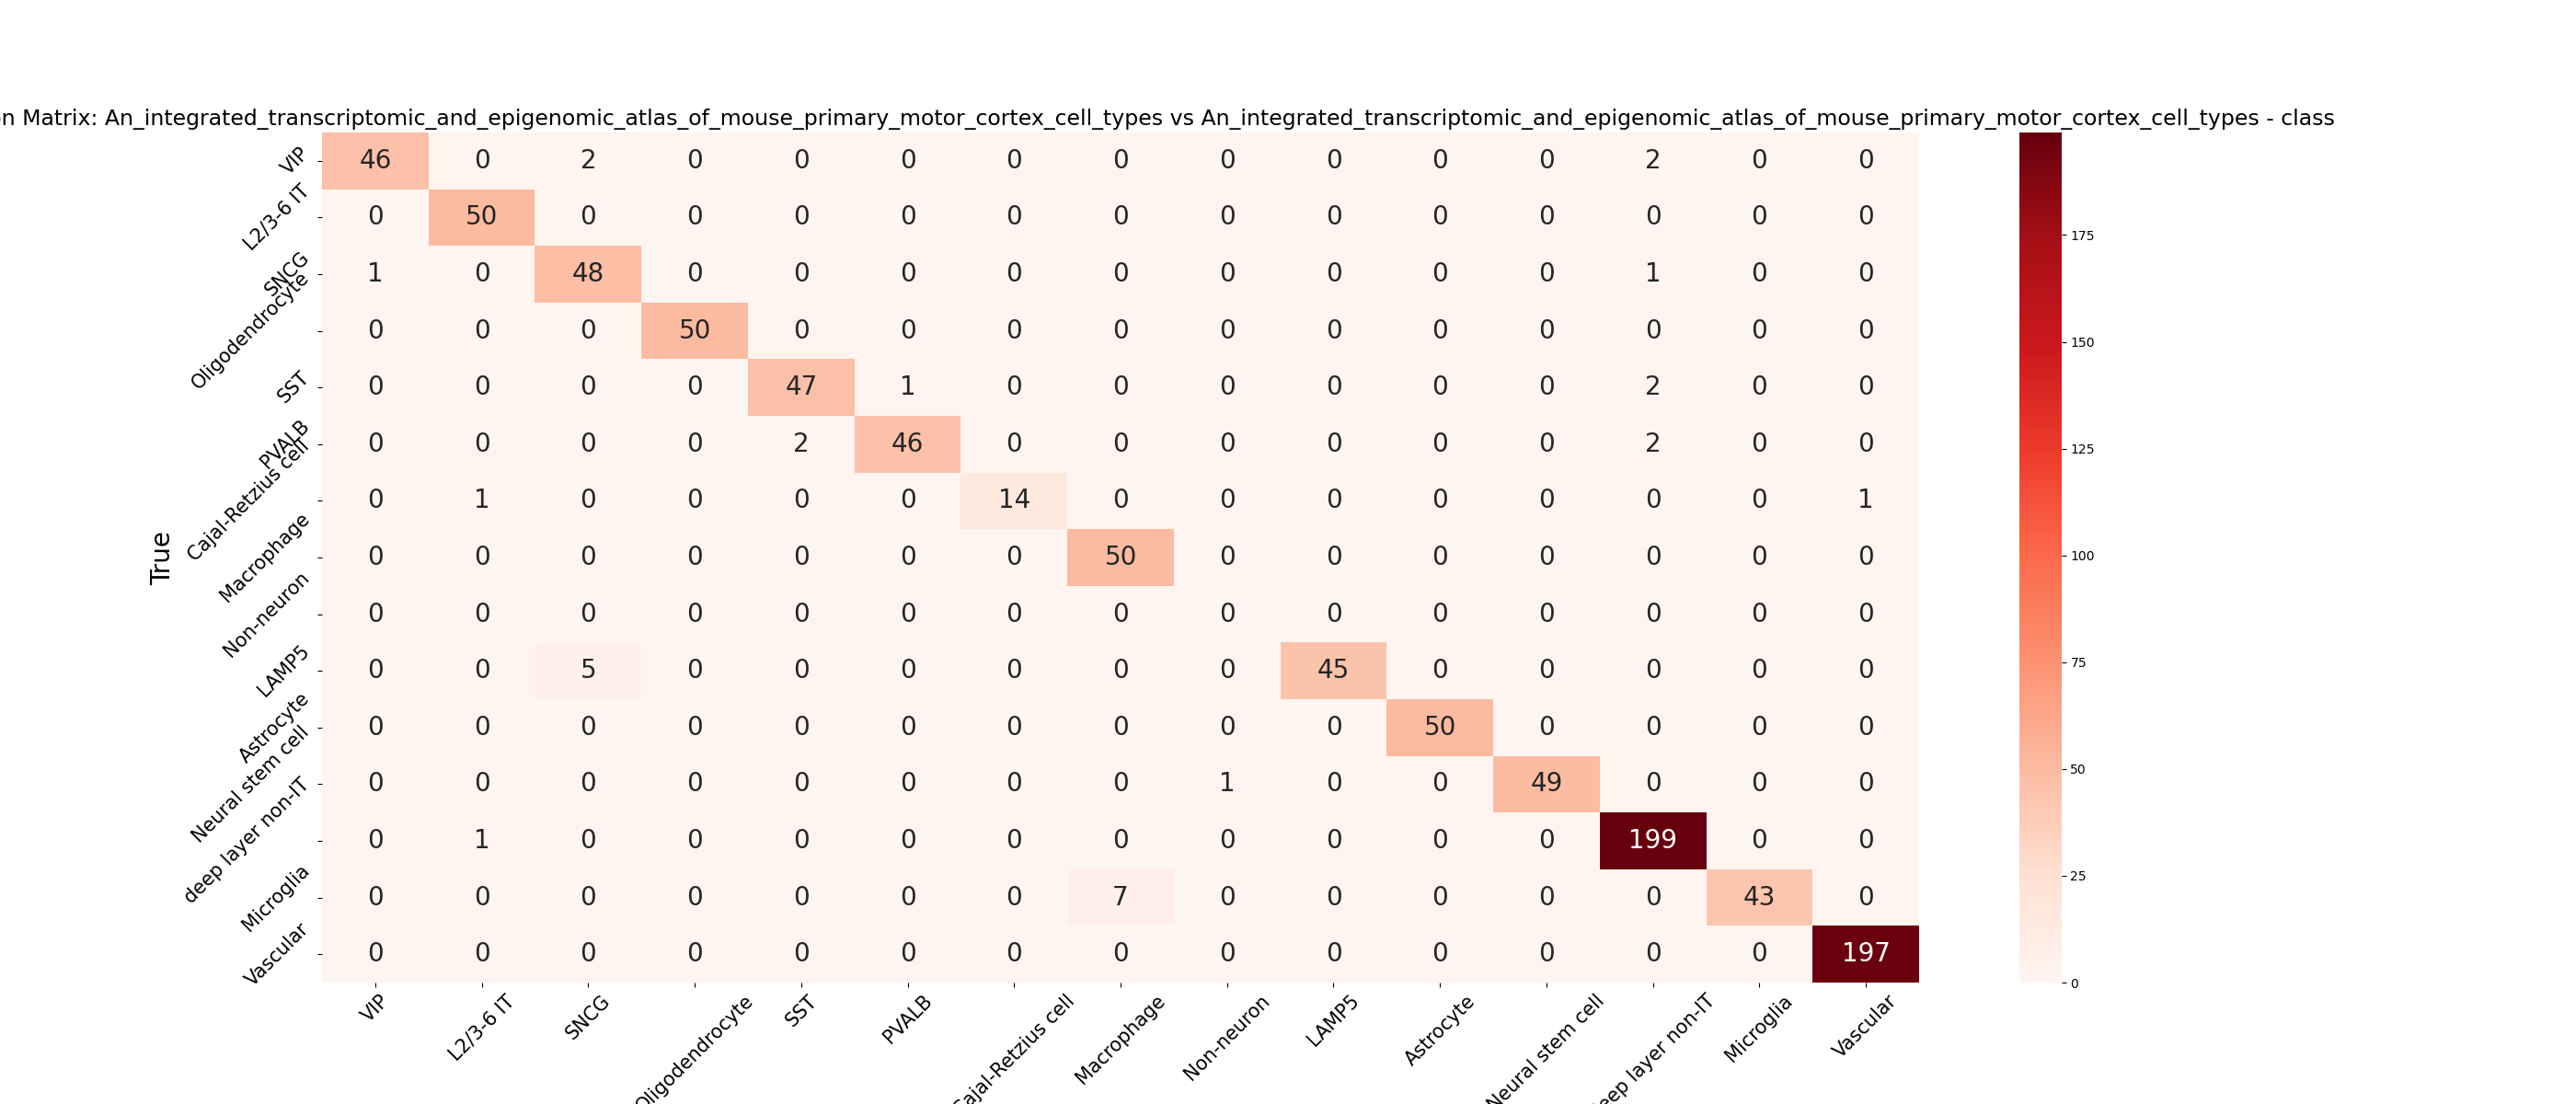 n Matrix: An_integrated_transcriptomic_and_epigenomic_atlas_of_mouse_primary_motor_cortex_cell_types vs An_integrated_transcriptomic_and_epigenomic_atlas_of_mouse_primary_motor_cortex_cell_types - class
VIP 46 0 2 0 0 0 0 0 0 0 0 0 2 0 0
L2/3-6 IT 0 50 0 0 0 0 0 0 0 0 0 0 0 0 0
SNCG 1 0 48 0 0 0 0 0 0 0 0 0 1 0 0
Oligodendrocyte 0 0 0 50 0 0 0 0 0 0 0 0 0 0 0
SST 0 0 0 0 47 1 0 0 0 0 0 0 2 0 0
PVALB 0 0 0 0 2 46 0 0 0 0 0 0 2 0 0
Cajal-Retzius cell 0 1 0 0 0 0 14 0 0 0 0 0 0 0 1
Macrophage 0 0 0 0 0 0 0 50 0 0 0 0 0 0 0
Non-neuron 0 0 0 0 0 0 0 0 0 0 0 0 0 0 0
LAMP5 0 0 5 0 0 0 0 0 0 45 0 0 0 0 0
Astrocyte 0 0 0 0 0 0 0 0 0 0 50 0 0 0 0
Neural stem cell 0 0 0 0 0 0 0 0 1 0 0 49 0 0 0
deep layer non-IT 0 1 0 0 0 0 0 0 0 0 0 0 199 0 0
Microglia 0 0 0 0 0 0 0 7 0 0 0 0 0 43 0
Vascular 0 0 0 0 0 0 0 0 0 0 0 0 0 0 197
True
VIP L2/3-6 IT SNCG Oligodendrocyte SST PVALB Cajal-Retzius cell Macrophage Non-neuron LAMP5 Astrocyte Neural stem cell eep layer non-IT Microglia Vascular
175
150
125
100
75
50
25
0